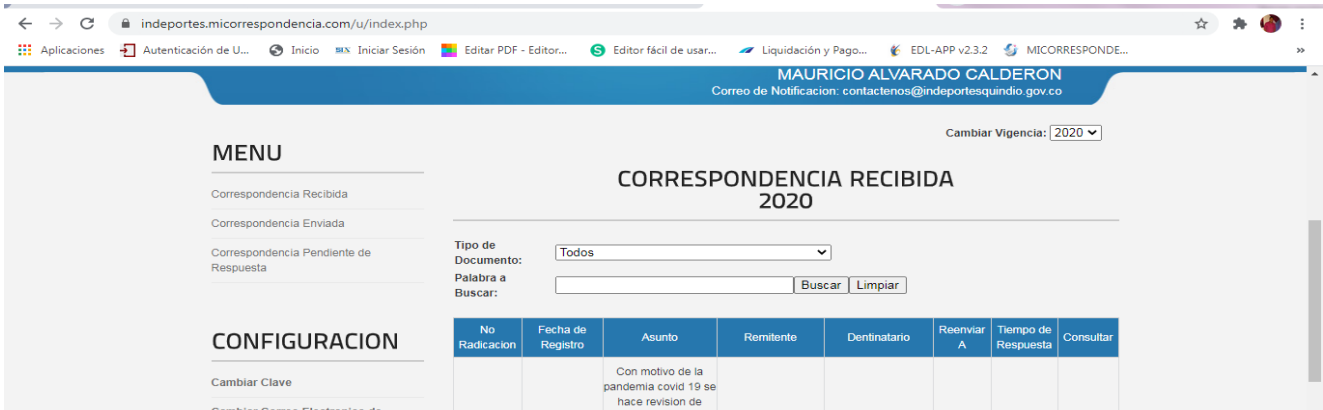 indeportes.micorrespondencia.com/u/index.php
Aplicaciones Autenticación de U... Inicio Iniciar Sesión Editar PDF - Editor... Editor fácil de usar... Liquidación y Pago... EDL-APP v2.3.2 MICORRESPONDE... »
MAURICIO ALVARADO CALDERON
Correo de Notificacion: contactenos@indeportesquindio.gov.co
Cambiar Vigencia: 2020
MENU
Correspondencia Recibida
Correspondencia Enviada
Correspondencia Pendiente de
Respuesta
CONFIGURACION
Cambiar Clave
CORRESPONDENCIA RECIBIDA
2020
Tipo de
Documento:
Todos
Palabra a
Buscar:
Buscar Limpiar
No
Radicacion
Fecha de
Registro
Asunto
Remitente
Dentinatario
Reenviar
A
Tiempo de
Respuesta
Consultar
Con motivo de la
pandemia covid 19 se
hace revision de